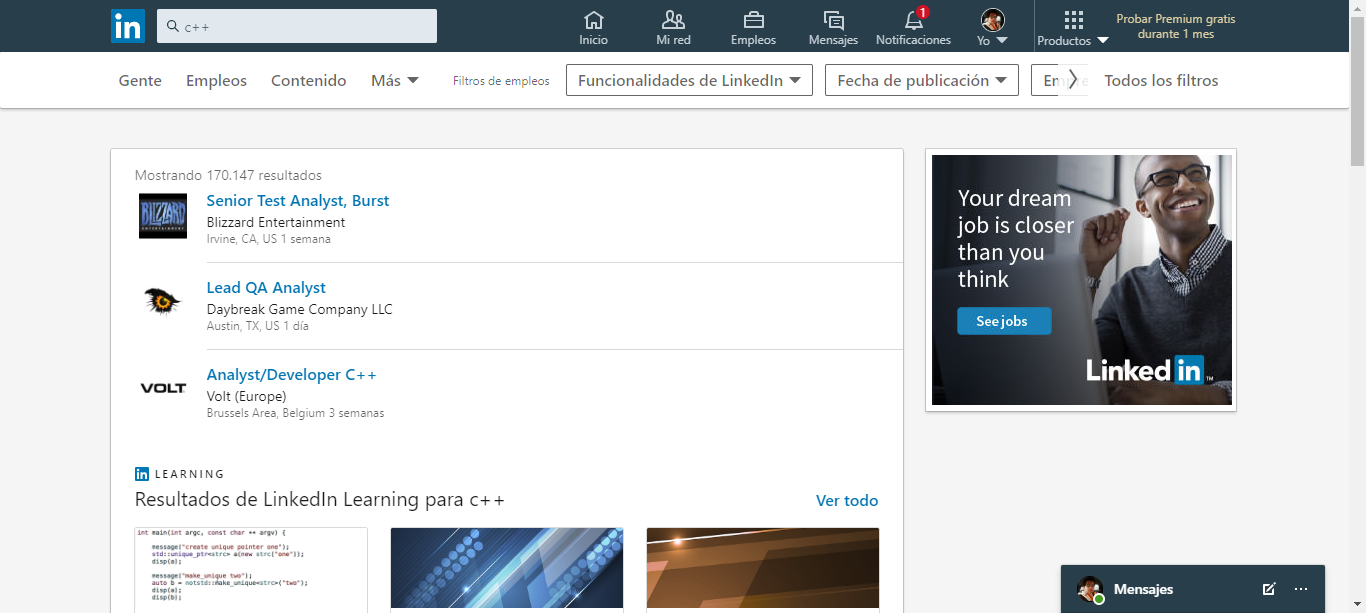 in
c++
Inicio
Mi red
Empleos
Mensajes
1
Notificaciones
Yo
Productos
Probar Premium gratis
durante 1 mes
Gente
Empleos
Contenido
Más
Filtros de empleos
Funcionalidades de LinkedIn
Fecha de publicación
Todos los filtros
Mostrando 170.147 resultados
BLIZZARD
ENTERTAINMENT
Senior Test Analyst, Burst
Blizzard Entertainment
Irvine, CA, US 1 semana
Lead QA Analyst
Daybreak Game Company LLC
Austin, TX, US 1 día
VOLT
Analyst/Developer C++
Volt (Europe)
Brussels Area, Belgium 3 semanas
in LEARNING
Resultados de LinkedIn Learning para c++
Ver todo
int main(int argc, const char ** argv) {
message("create unique pointer one");
std::unique_ptr<strc> a(new strc("one"));
disp(a);
message("make_unique two");
auto b = notstd::make_unique<strc>("two");
disp(a);
disp(b);
Your dream
job is closer
than you
think
See jobs
Linked in ™
Mensajes